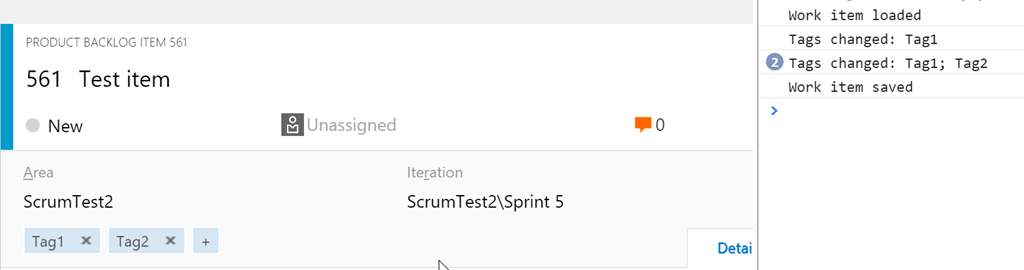 PRODUCT BACKLOG ITEM 561
561 Test item
New
Unassigned
0
Area
Iteration
ScrumTest2
ScrumTest2\Sprint 5
Tag1 ×
Tag2 ×
+
Detai
Work item loaded
Tags changed: Tag1
2 Tags changed: Tag1; Tag2
Work item saved
>